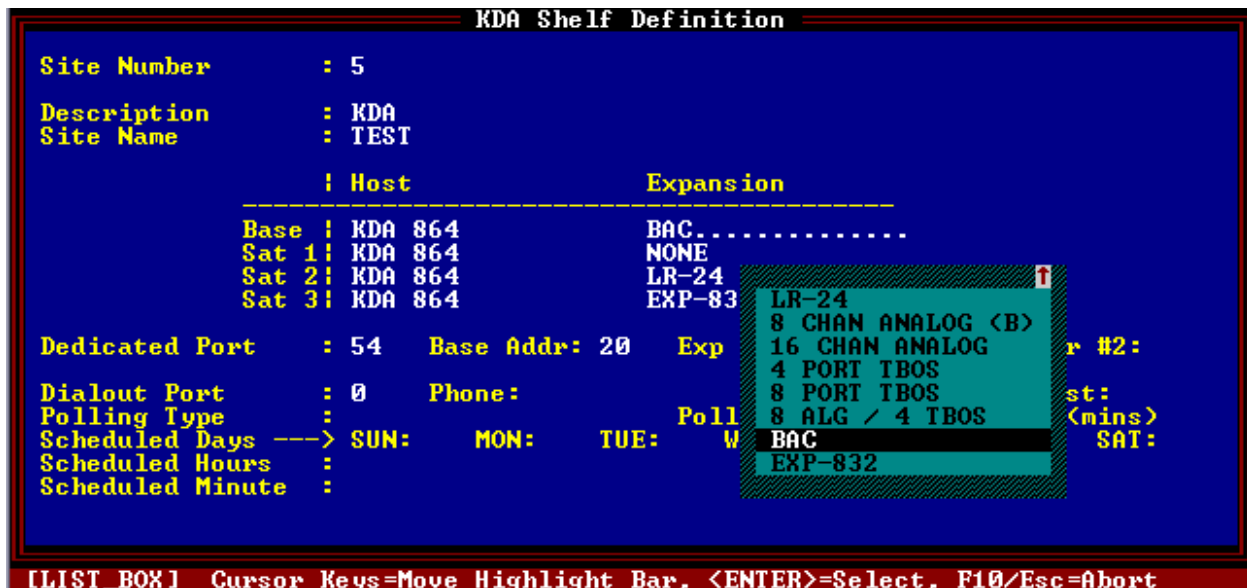 KDA Shelf Definition
Site Number : 5
Description : KDA
Site Name : TEST
¦ Host Expansion
Base ¦ KDA 864 BAC..............
Sat 1¦ KDA 864 NONE
Sat 2¦ KDA 864 LR-24
Sat 3¦ KDA 864 EXP-83
LR-24
8 CHAN ANALOG (B)
16 CHAN ANALOG
4 PORT TBOS
8 PORT TBOS
8 ALG / 4 TBOS
BAC
EXP-832
Dedicated Port : 54 Base Addr: 20 Exp r #2:
Dialout Port : 0 Phone: st:
Polling Type : Poll (mins)
Scheduled Days ---> SUN: MON: TUE: W SAT:
Scheduled Hours :
Scheduled Minute :
[LIST_BOX] Cursor Keys=Move Highlight Bar, <ENTER>=Select, F10/Esc=Abort